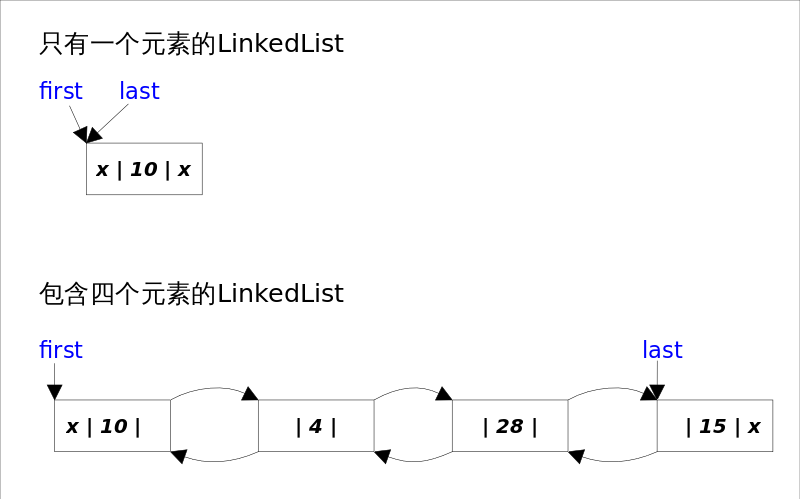 只有一个元素的LinkedList
first last
x | 10 | x
包含四个元素的LinkedList
first last
x | 10 | | 4 | | 28 | | 15 | x